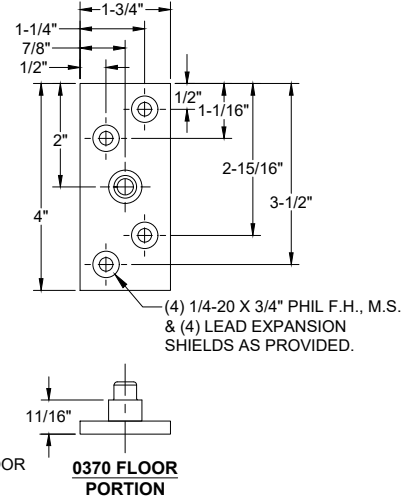 1-3/4"
1-1/4"
7/8"
1/2"
1/2"
1-1/16"
2"
2-15/16"
3-1/2"
4"
(4) 1/4-20 X 3/4" PHIL F.H., M.S.
& (4) LEAD EXPANSION
SHIELDS AS PROVIDED.
11/16"
OOR
0370 FLOOR
PORTION